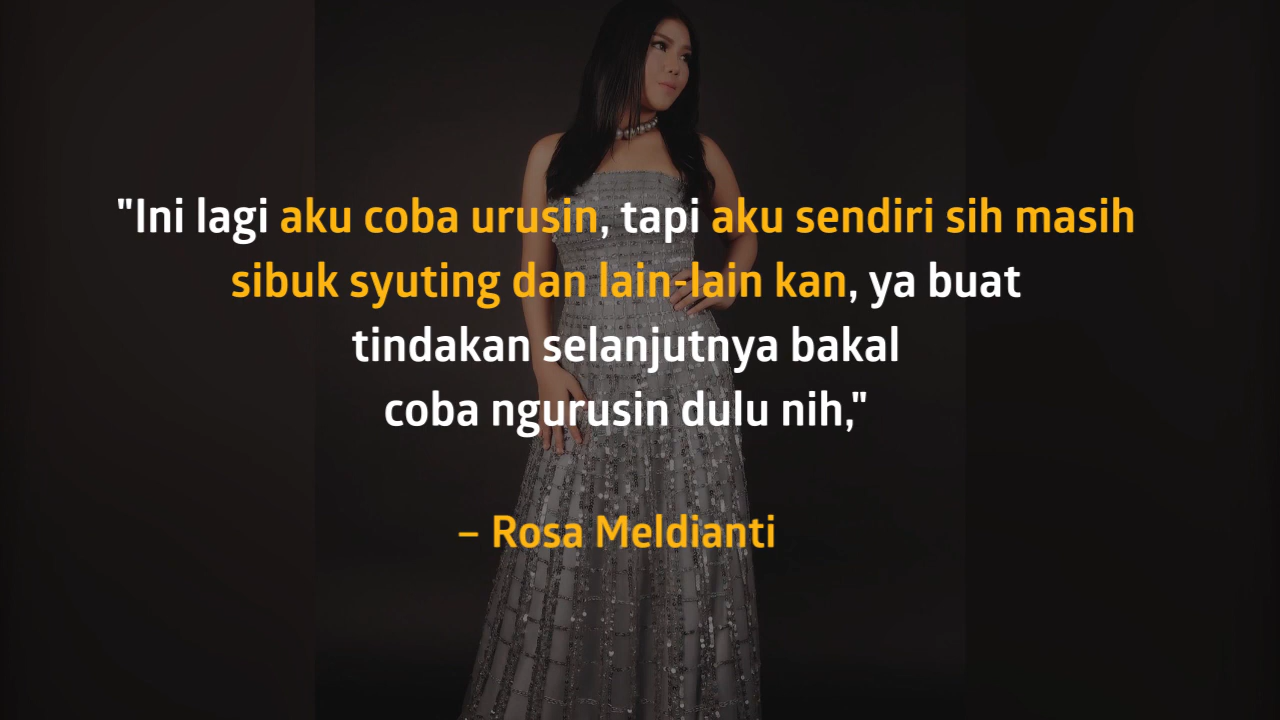 "Ini lagi aku coba urusin, tapi aku sendiri sih masih
sibuk syuting dan lain-lain kan, ya buat
tindakan selanjutnya bakal
coba ngurusin dulu nih,"
– Rosa Meldianti